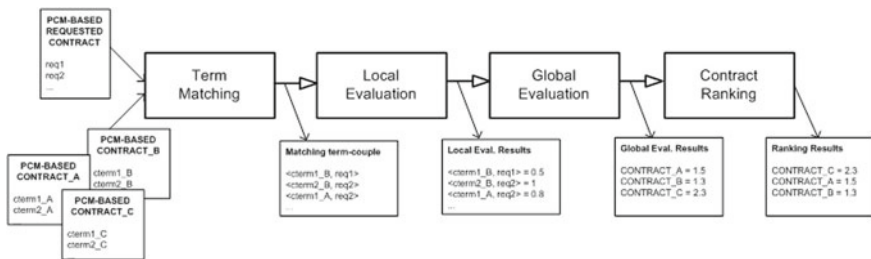 PCM-BASED
REQUESTED
CONTRACT
req1
req2
...
Term
Matching
Local
Evaluation
Global
Evaluation
Contract
Ranking
PCM-BASED
CONTRACT_B
cterm1_B
cterm2_B
PCM-BASED
CONTRACT_A
cterm1_A
cterm2_A
...
PCM-BASED
CONTRACT_C
cterm1_C
cterm2_C
...
Matching term-couple
<cterm1_B, req1>
<cterm2_B, req2>
<cterm1_A, req2>
...
Local Eval. Results
<cterm1_B, req1> = 0.5
<cterm2_B, req2> = 1
<cterm1_A, req2> = 0.8
...
Global Eval. Results
CONTRACT_A = 1.5
CONTRACT_B = 1.3
CONTRACT_C = 2.3
Ranking Results
CONTRACT_C = 2.3
CONTRACT_A = 1.5
CONTRACT_B = 1.3